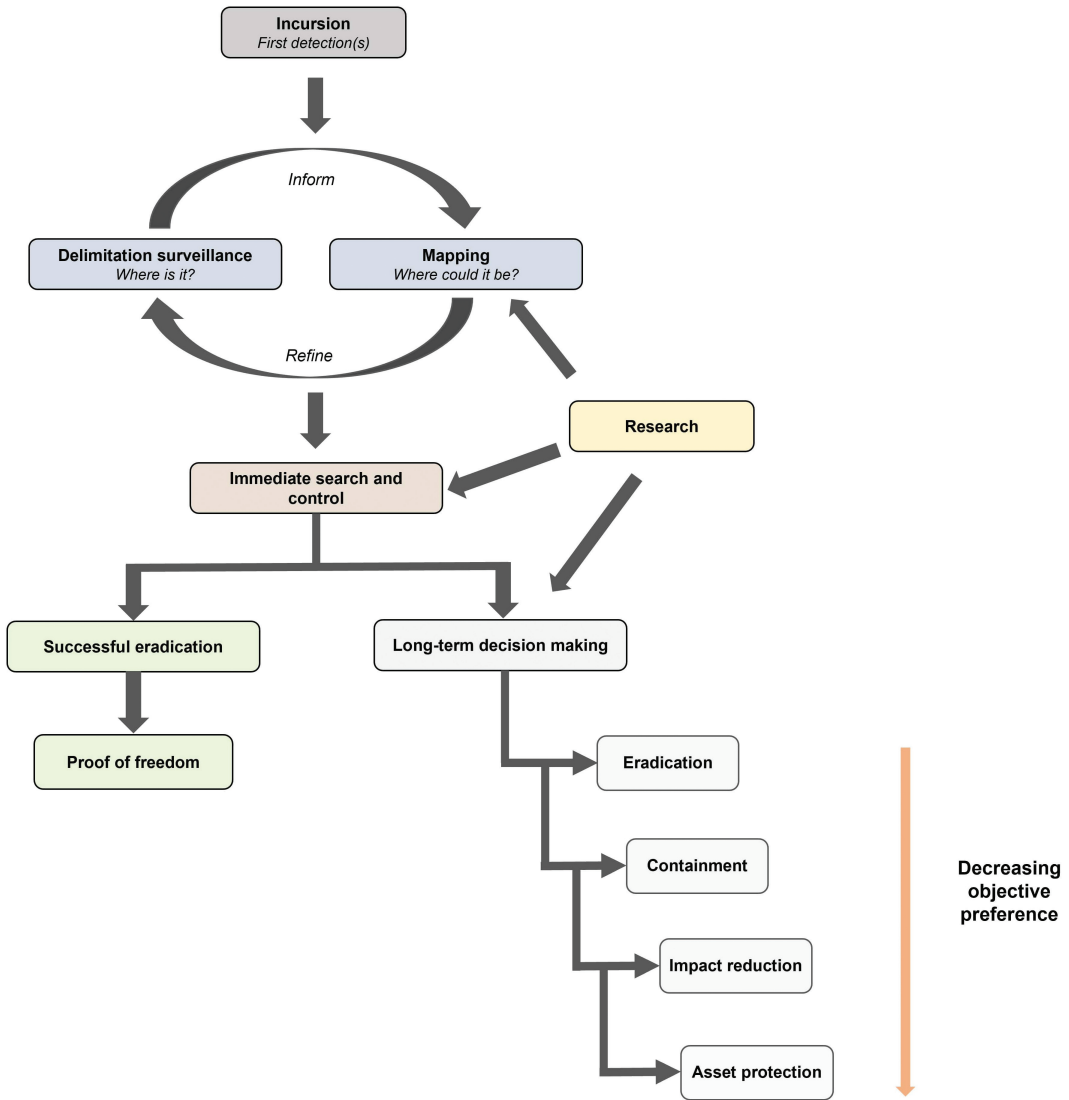 Incursion
First detection(s)
Inform
Delimitation surveillance
Where is it?
Mapping
Where could it be?
Refine
Research
Immediate search and
control
Successful eradication
Long-term decision making
Proof of freedom
Eradication
Containment
Decreasing
objective
preference
Impact reduction
Asset protection